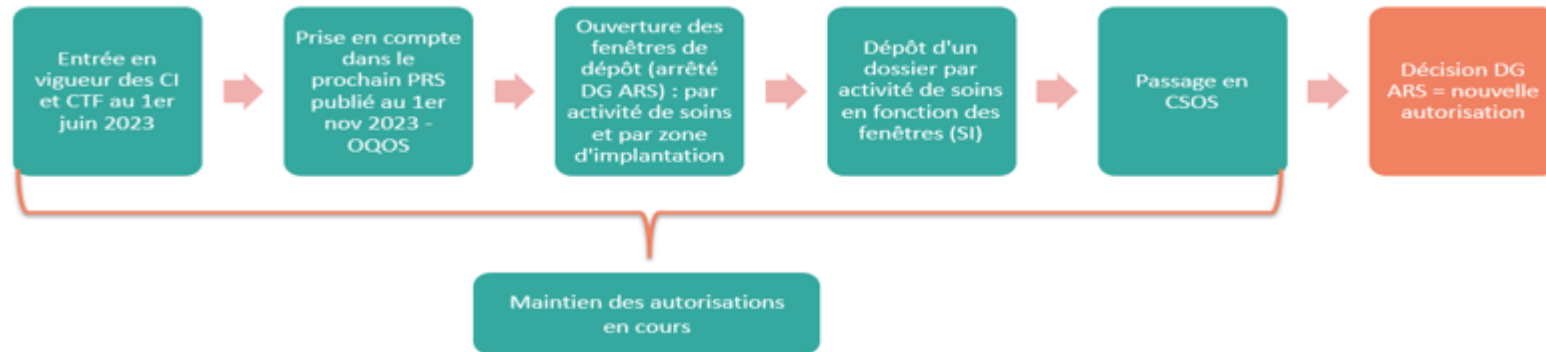 Entrée en
vigueur des CI
et CTF au 1er
juin 2023
Prise en compte
dans le
prochain PRS
publié au 1er
nov 2023 -
OQOS
Ouverture des
fenêtres de
dépôt (arrêté
DG ARS) : par
activité de soins
et par zone
d'implantation
Dépôt d'un
dossier par
activité de soins
en fonction des
fenêtres (SI)
Passage en
CSOS
Décision DG
ARS = nouvelle
autorisation
Maintien des autorisations
en cours